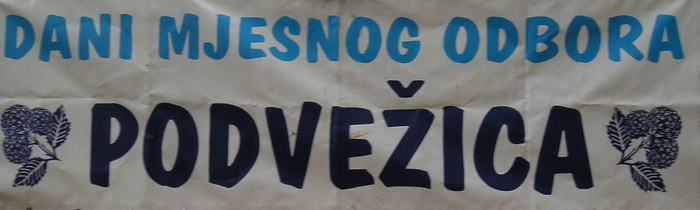 DANI MJESNOG ODBORA
PODVEŽICA